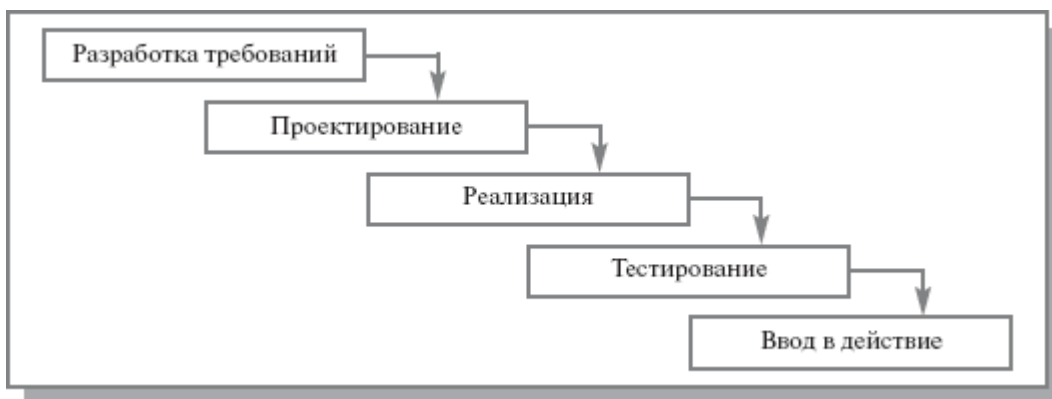 Разработка требований
Проектирование
Реализация
Тестирование
Ввод в действие